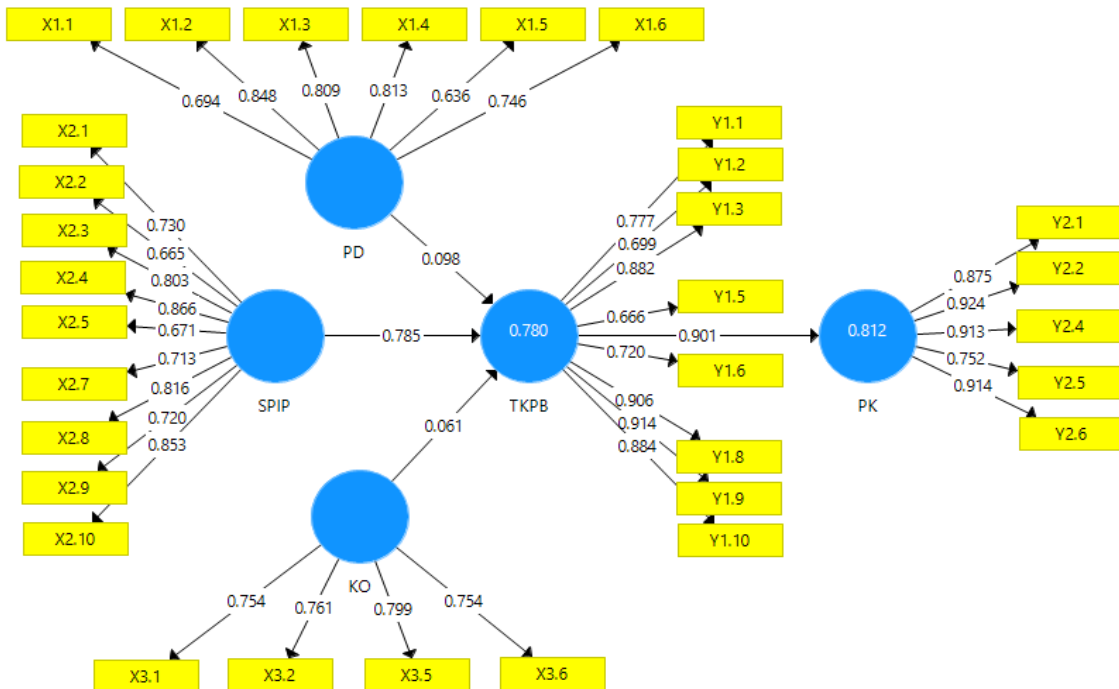 X1.1
X1.2
X1.3
X1.4
X1.5
X1.6
0.694
0.848
0.809
0.813
0.636
0.746
PD
0.098
X2.1
X2.2
X2.3
X2.4
X2.5
X2.7
X2.8
X2.9
X2.10
0.730
0.665
0.803
0.866
0.671
0.713
0.816
0.720
0.853
SPIP
0.785
0.780
TKPB
0.061
Y1.1
Y1.2
Y1.3
Y1.5
Y1.6
Y1.8
Y1.9
Y1.10
0.777
0.699
0.882
0.666
0.720
0.906
0.914
0.884
0.901
0.812
PK
0.875
0.924
0.913
0.752
0.914
Y2.1
Y2.2
Y2.4
Y2.5
Y2.6
KO
0.754
0.761
0.799
0.754
X3.1
X3.2
X3.5
X3.6